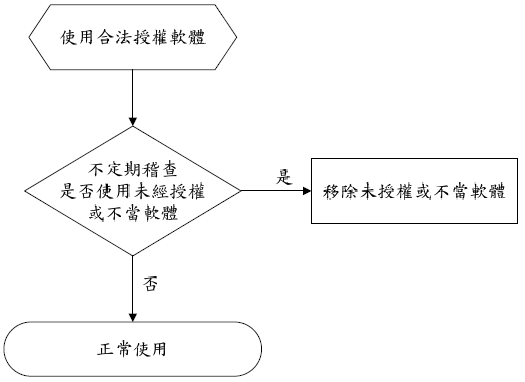 使用合法授權軟體
不定期稽查
是否使用未經授權
或不當軟體
是
移除未授權或不當軟體
否
正常使用